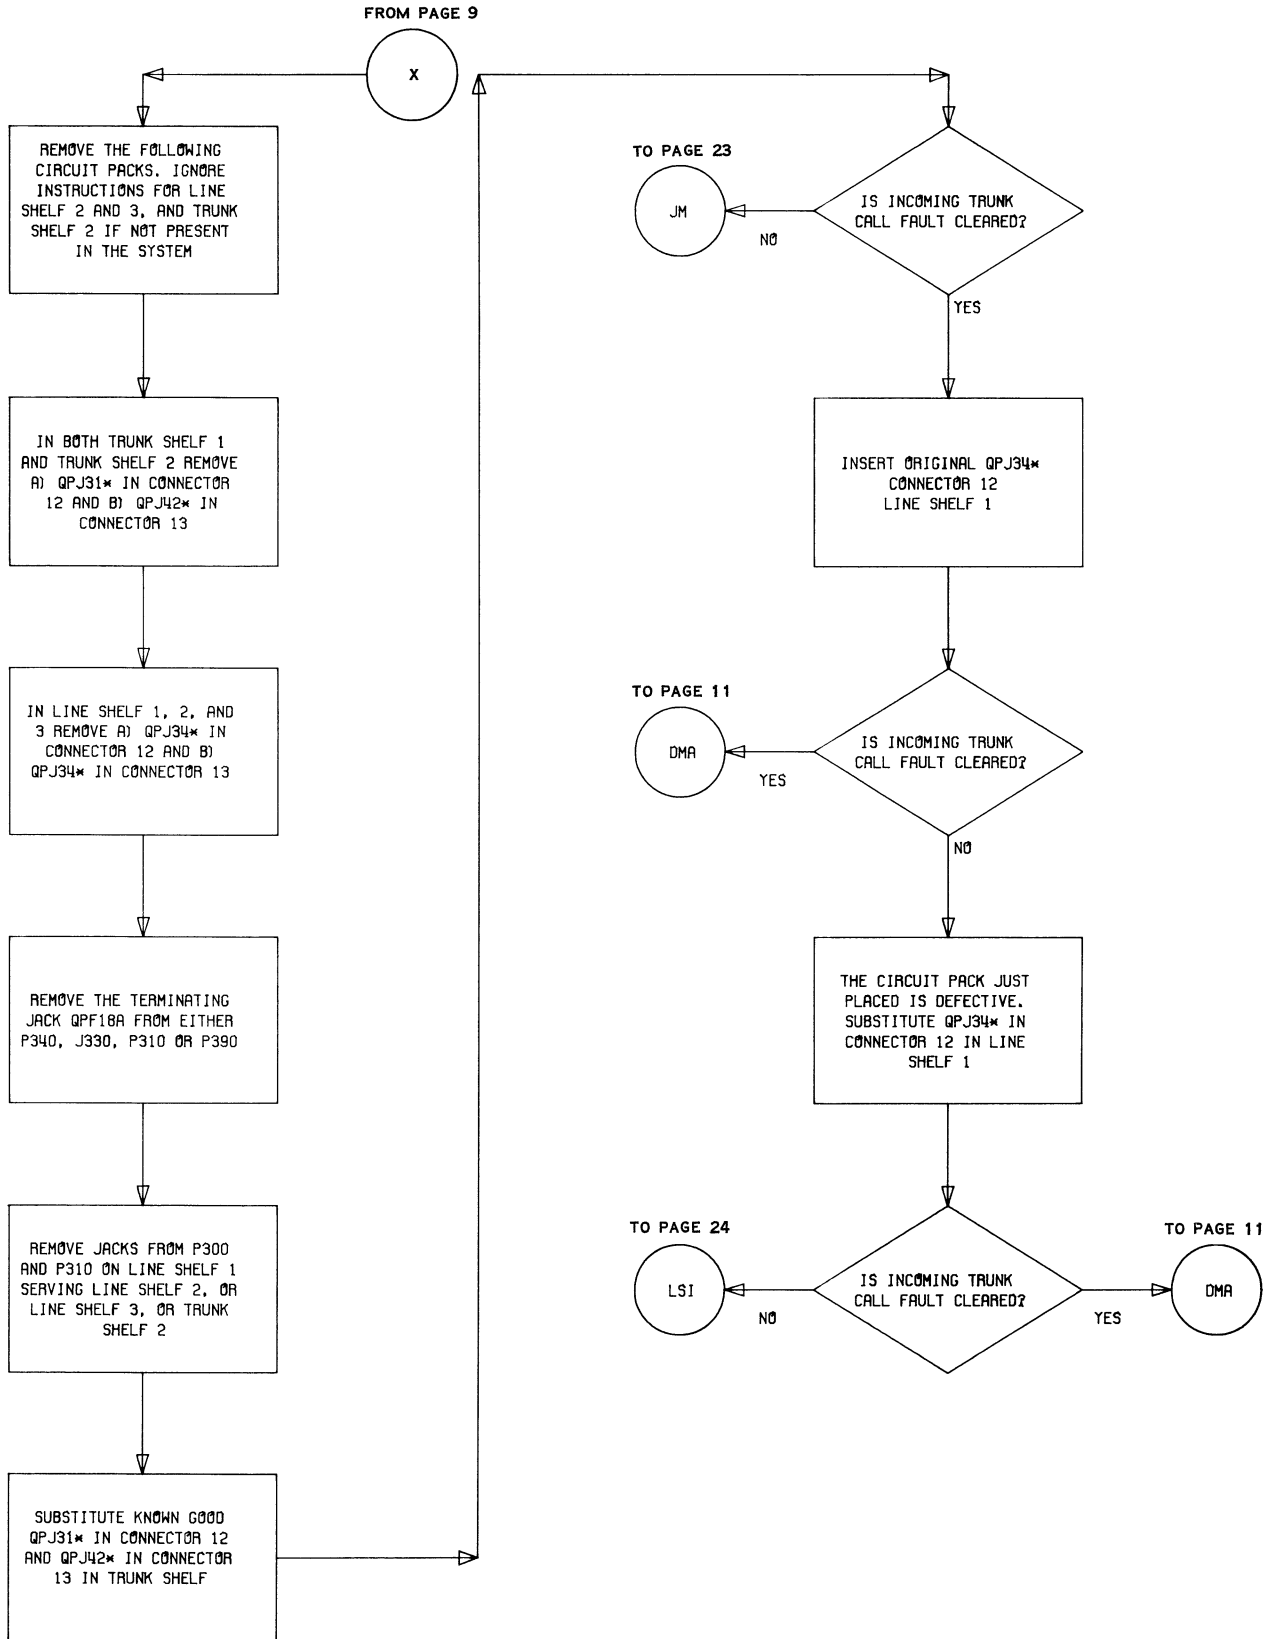 FROM PAGE 9
X
REMOVE THE FOLLOWING
CIRCUIT PACKS. IGNORE
INSTRUCTIONS FOR LINE
SHELF 2 AND 3, AND TRUNK
SHELF 2 IF NOT PRESENT
IN THE SYSTEM
IN BOTH TRUNK SHELF 1
AND TRUNK SHELF 2 REMOVE
A) QPJ31* IN CONNECTOR
12 AND B) QPJ42* IN
CONNECTOR 13
IN LINE SHELF 1, 2, AND
3 REMOVE A) QPJ34* IN
CONNECTOR 12 AND B)
QPJ34* IN CONNECTOR 13
REMOVE THE TERMINATING
JACK QPF18A FROM EITHER
P340, J330, P310 OR P390
REMOVE JACKS FROM P300
AND P310 ON LINE SHELF 1
SERVING LINE SHELF 2, OR
LINE SHELF 3, OR TRUNK
SHELF 2
SUBSTITUTE KNOWN GOOD
QPJ31* IN CONNECTOR 12
AND QPJ42* IN CONNECTOR
13 IN TRUNK SHELF
TO PAGE 23
JM
NO
IS INCOMING TRUNK
CALL FAULT CLEARED?
YES
INSERT ORIGINAL QPJ34*
CONNECTOR 12
LINE SHELF 1
TO PAGE 11
DMA
YES
IS INCOMING TRUNK
CALL FAULT CLEARED?
NO
THE CIRCUIT PACK JUST
PLACED IS DEFECTIVE.
SUBSTITUTE QPJ34* IN
CONNECTOR 12 IN LINE
SHELF 1
TO PAGE 24
LSI
NO
IS INCOMING TRUNK
CALL FAULT CLEARED?
YES
TO PAGE 11
DMA